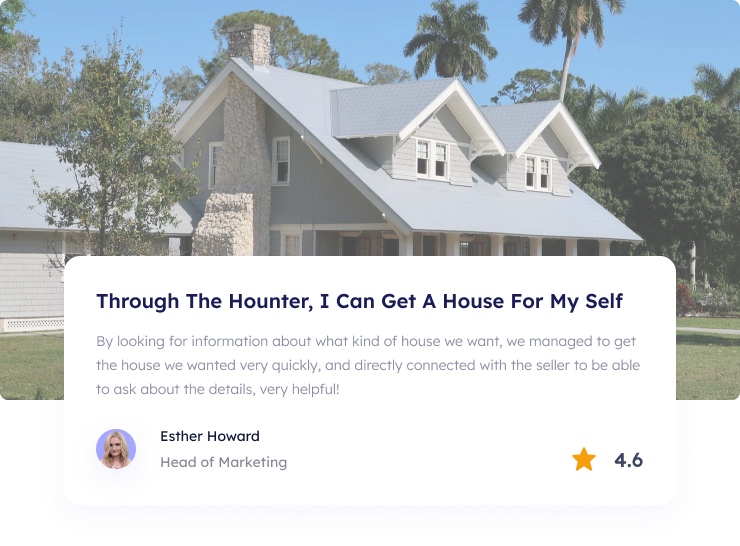 Through The Hounter, I Can Get A House For My Self
By looking for information about what kind of house we want, we managed to get
the house we wanted very quickly, and directly connected with the seller to be able
to ask about the details, very helpful!
Esther Howard
Head of Marketing
4.6